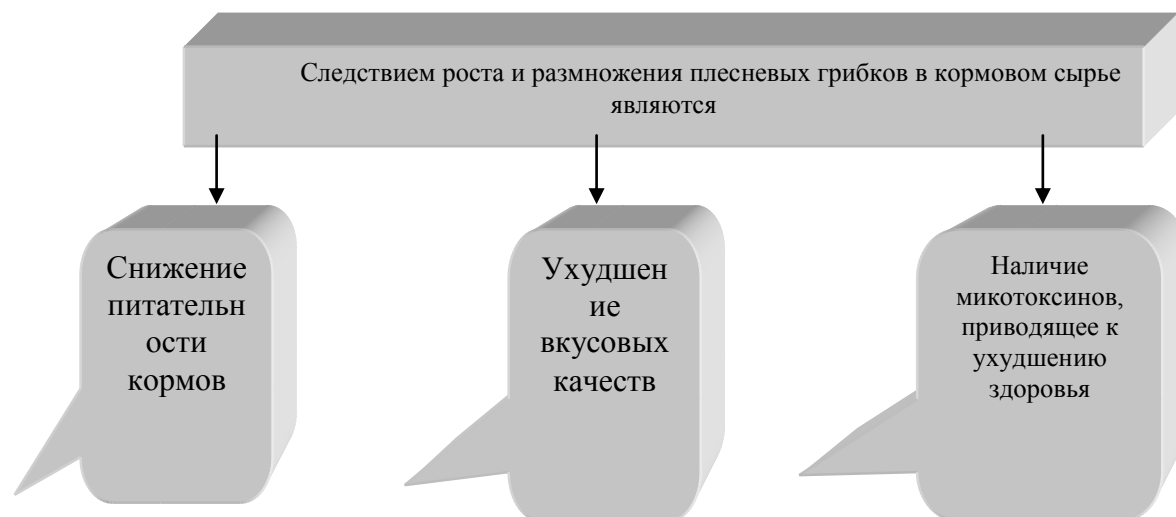 Следствием роста и размножения плесневых грибков в кормовом сырье
являются
Снижение
питательн
ости
кормов
Ухудшен
ие
вкусовых
качеств
Наличие
микотоксинов,
приводящее к
ухудшению
здоровья